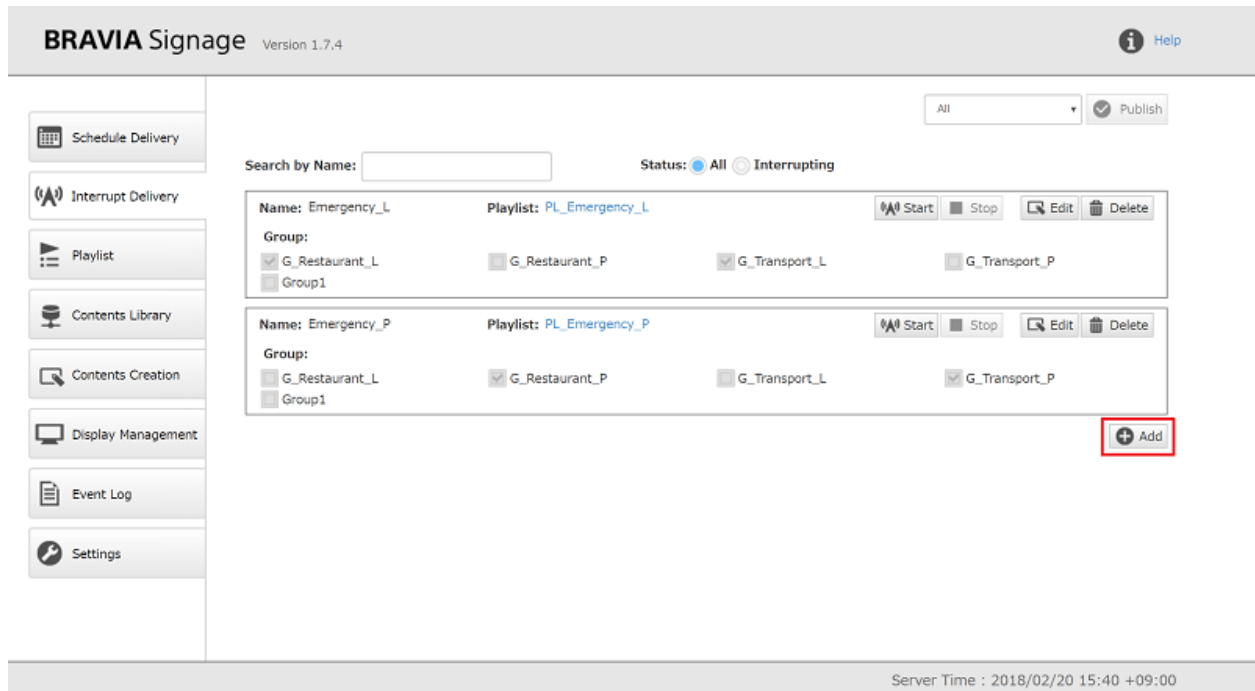 BRAVIA Signage Version 1.7.4 Help
All Publish
Schedule Delivery
Search by Name: Status: All Interrupting
Interrupt Delivery
Name: Emergency_L Playlist: PL_Emergency_L Start Stop Edit Delete
Group:
Playlist
G_Restaurant_L G_Restaurant_P G_Transport_L G_Transport_P
Group1
Contents Library
Name: Emergency_P Playlist: PL_Emergency_P Start Stop Edit Delete
Group:
Contents Creation
G_Restaurant_L G_Restaurant_P G_Transport_L G_Transport_P
Group1
Display Management
Add
Event Log
Settings
Server Time : 2018/02/20 15:40 +09:00